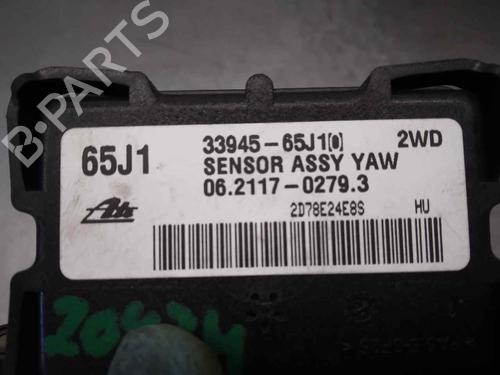 B-PARTS
65J1
33945-65J1[0] 2WD
SENSOR ASSY YAW
06.2117-0279.3
Ate
2D78E24E8S HU